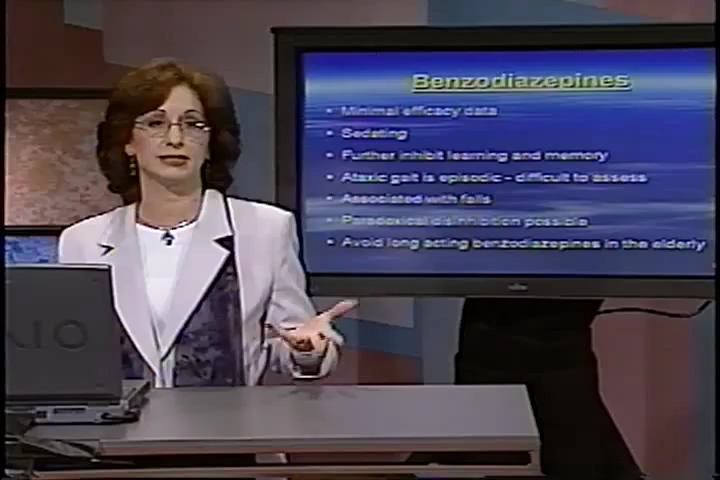 Benzodiazepines
• Minimal efficacy data
• Sedating
• Further inhibit learning and memory
• Ataxic gait is episodic - difficult to assess
• Associated with falls
• Paradoxical disinhibition possible
• Avoid long acting benzodiazepines in the elderly
AIO